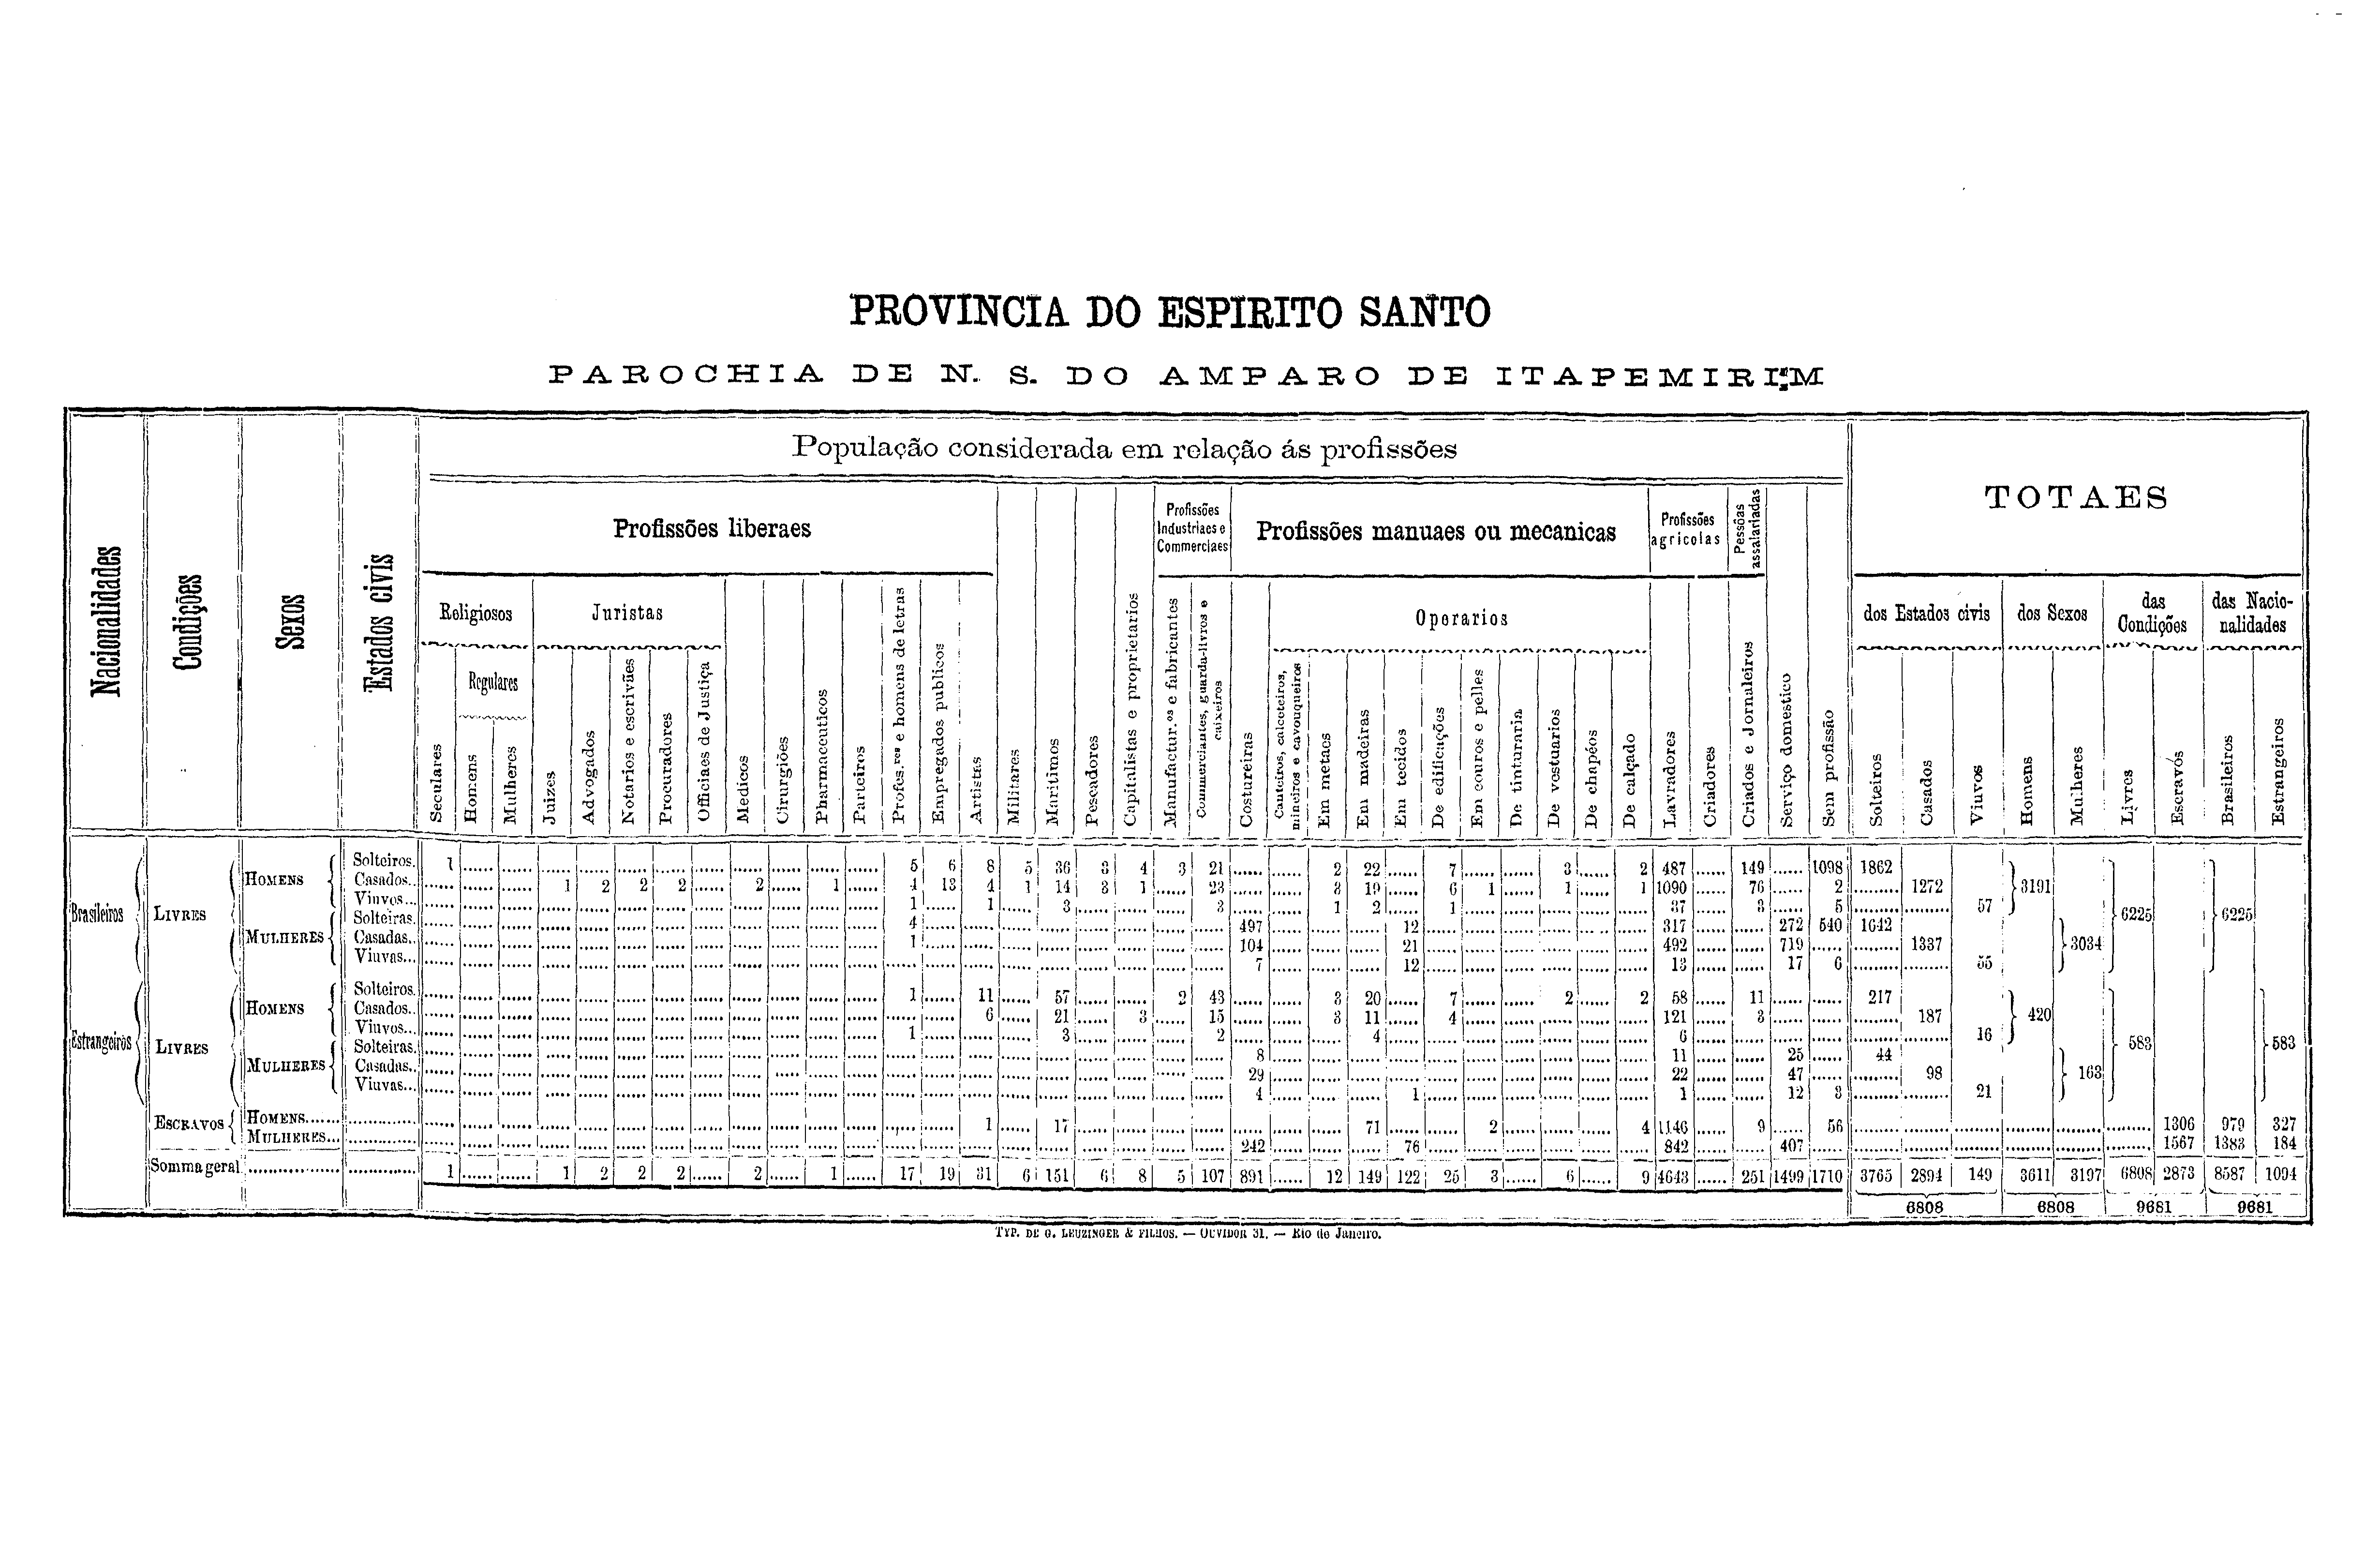 PROVINCIA DO ESPIRITO SANTO
PAROCHIA DE N. S. DO AMPARO DE ITAPEMIRIM
População considerada em relação ás profissões
TOTAES
Nacionalidades
Condições
Sexos
Estados civis
Profissões liberaes
Profissões Industriaes e Commerciaes
Profissões manuaes ou mecanicas
Profissões agricolas
Pessôas assalariadas
Religiosos
Juristas
Operarios
dos Estados civis
dos Sexos
das Condições
das Nacio-nalidades
Regulares
Seculares
Homens
Mulheres
Juizes
Advogados
Notarios e escrivães
Procuradores
Officiaes de Justiça
Medicos
Cirurgiões
Pharmaceuticos
Parteiros
Profes.res e homens de letras
Empregados publicos
Artistas
Militares
Maritimos
Pescadores
Capitalistas e proprietarios
Manufactur.os e fabricantes
Commerciantes, guarda-livros e caixeiros
Costureiras
Canteiros, calceteiros, mineiros e cavouqueiros
Em metaes
Em madeiras
Em tecidos
De edificações
Em couros e pelles
De tinturaria
De vestuarios
De chapéos
De calçado
Lavradores
Criadores
Criados e Jornaleiros
Serviço domestico
Sem profissão
Solteiros
Casados
Viuvos
Homens
Mulheres
Livres
Escravos
Brasileiros
Estrangeiros
Brasileiros LIVRES HOMENS Solteiros. 1 5 6 8 5 36 3 4 3 21 2 22 7 3 2 487 149 1098 1862
Casados.. 1 2 2 2 2 1 4 13 4 1 14 3 1 23 3 19 6 1 1 1 1090 76 2 1272 3191
Viuvos... 1 1 3 3 1 2 1 37 3 5 57
MULHERES Solteiras. 4 497 12 317 272 540 1642 6225 6225
Casadas.. 1 104 21 492 719 1337 3034
Viuvas... 7 12 13 17 6 55
Estrangeiros LIVRES HOMENS Solteiros. 1 11 57 2 43 3 20 7 2 2 58 11 217
Casados.. 6 21 3 15 3 11 4 121 3 187 420
Viuvos... 1 3 2 4 6 16
MULHERES Solteiras. 8 11 25 44 583 583
Casadas.. 29 22 47 98 163
Viuvas... 4 1 1 12 3 21
ESCRAVOS HOMENS...... 1 17 71 2 4 1146 9 56 1306 979 327
MULHERES... 242 76 842 407 1567 1383 184
Somma geral 1 1 2 2 2 2 1 17 19 31 6 151 6 8 5 107 891 12 149 122 25 3 6 9 4643 251 1499 1710 3765 2894 149 3611 3197 6808 2873 8587 1094
6808 6808 9681 9681
TYP. DE G. LEUZINGER & FILHOS. — OUVIDOR 31. — Rio de Janeiro.